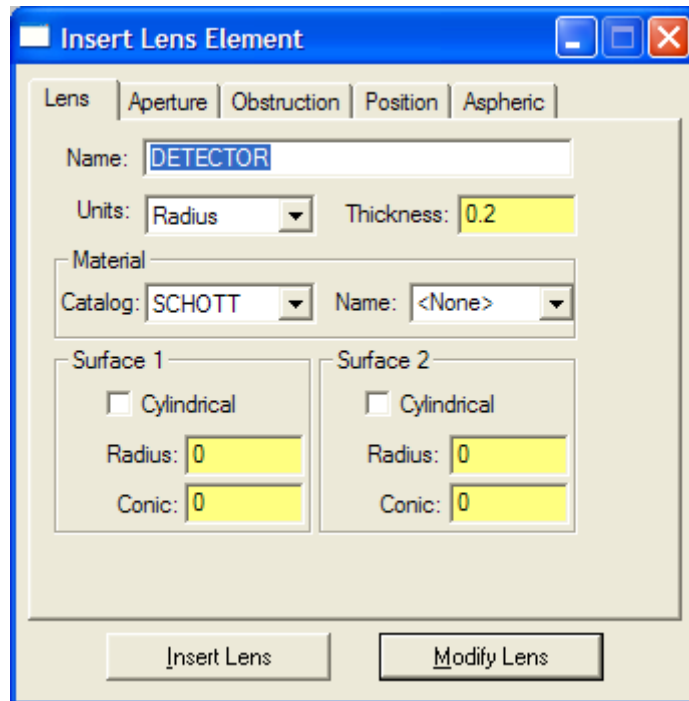 Insert Lens Element
Lens Aperture Obstruction Position Aspheric
Name: DETECTOR
Units: Radius Thickness: 0.2
Material
Catalog: SCHOTT Name: <None>
Surface 1 Surface 2
Cylindrical Cylindrical
Radius: 0 Radius: 0
Conic: 0 Conic: 0
Insert Lens Modify Lens